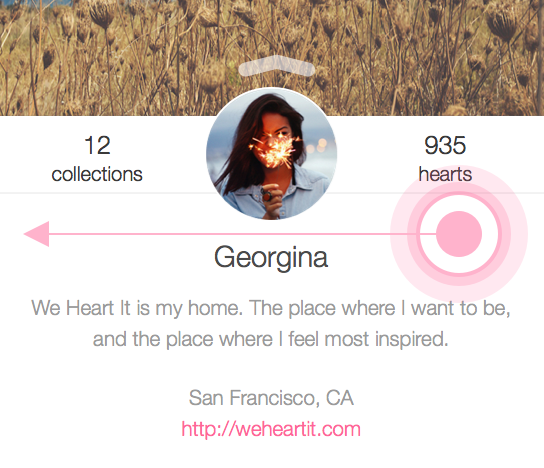 12
collections
935
hearts
Georgina
We Heart It is my home. The place where I want to be,
and the place where I feel most inspired.
San Francisco, CA
http://weheartit.com